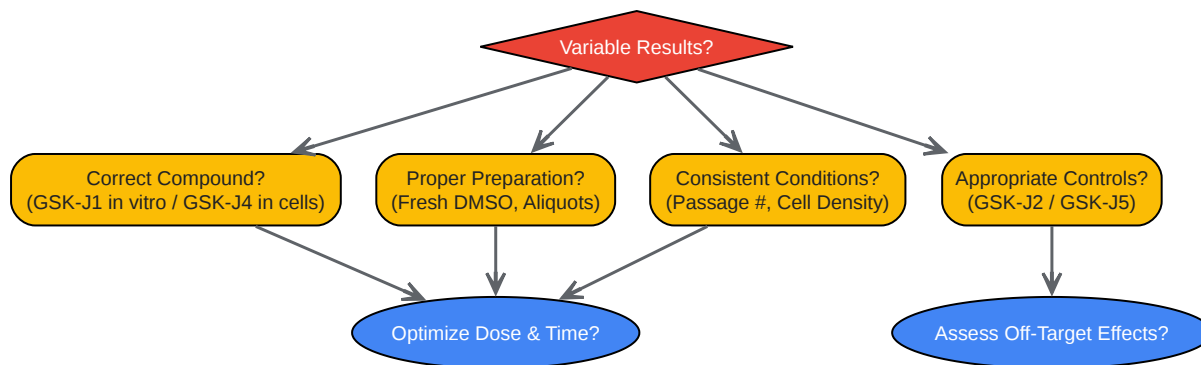 Variable Results?
Correct Compound?
(GSK-J1 in vitro / GSK-J4 in cells)
Proper Preparation?
(Fresh DMSO, Aliquots)
Consistent Conditions?
(Passage #, Cell Density)
Appropriate Controls?
(GSK-J2 / GSK-J5)
Optimize Dose & Time?
Assess Off-Target Effects?